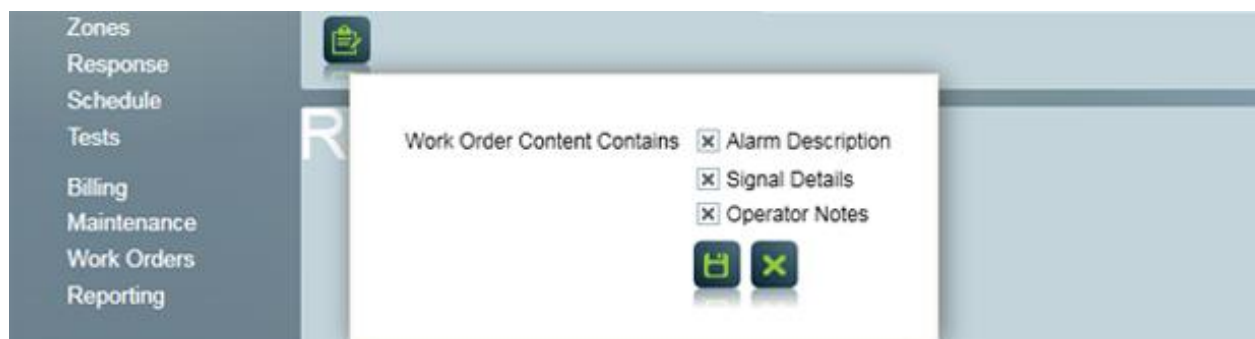 Zones
Response
Schedule
Tests
Billing
Maintenance
Work Orders
Reporting
R
Work Order Content Contains
Alarm Description
Signal Details
Operator Notes